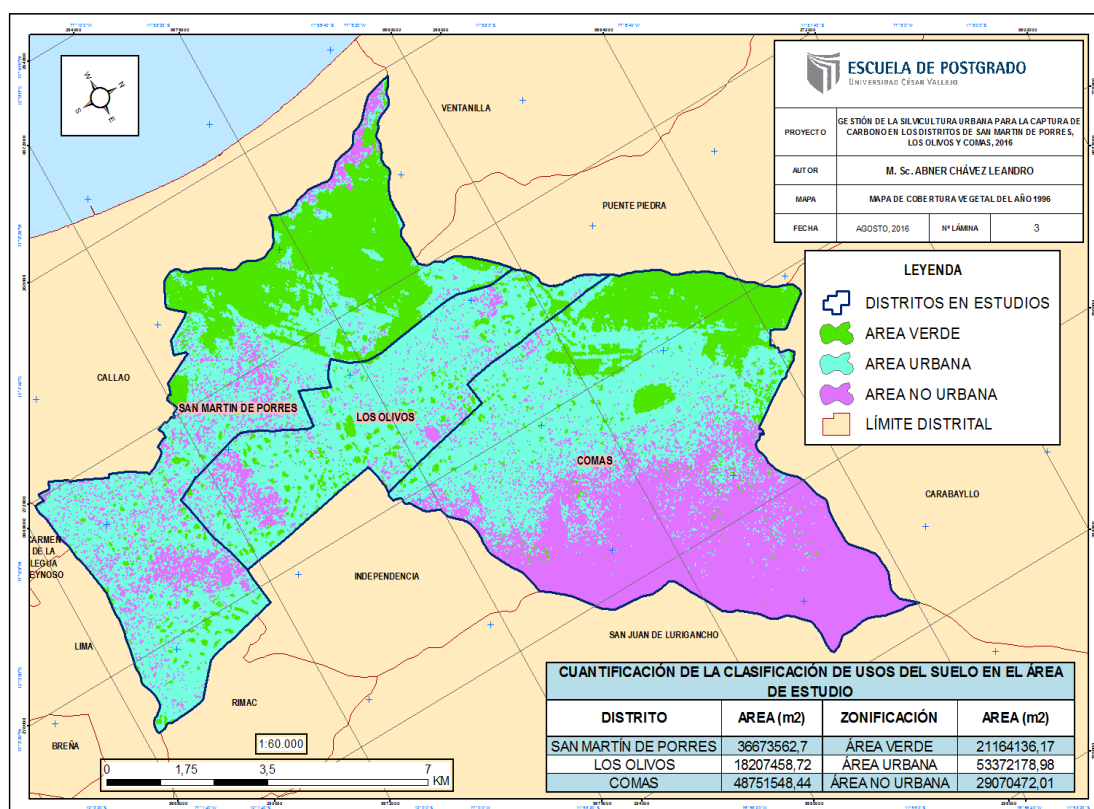 ESCUELA DE POSTGRADO
UNIVERSIDAD CÉSAR VALLEJO
PROYECTO
GESTIÓN DE LA SILVICULTURA URBANA PARA LA CAPTURA DE
CARBONO EN LOS DISTRITOS DE SAN MARTIN DE PORRES,
LOS OLIVOS Y COMAS, 2016
AUTOR
M. Sc. ABNER CHÁVEZ LEANDRO
MAPA
MAPA DE COBERTURA VEGETAL DEL AÑO 1996
FECHA
AGOSTO, 2016
Nº LÁMINA
3
LEYENDA
DISTRITOS EN ESTUDIOS
AREA VERDE
AREA URBANA
AREA NO URBANA
LÍMITE DISTRITAL
W
N
S
E
VENTANILLA
PUENTE PIEDRA
CALLAO
SAN MARTIN DE PORRES
LOS OLIVOS
COMAS
CARABAYLLO
CARMEN
DE LA
LEGUA
EYNOSO
INDEPENDENCIA
SAN JUAN DE LURIGANCHO
LIMA
RIMAC
BREÑA
1:60.000
0 1,75 3,5 7
KM
CUANTIFICACIÓN DE LA CLASIFICACIÓN DE USOS DEL SUELO EN EL ÁREA
DE ESTUDIO
DISTRITO AREA (m2) ZONIFICACIÓN AREA (m2)
SAN MARTÍN DE PORRES 36673562,7 ÁREA VERDE 21164136,17
LOS OLIVOS 18207458,72 ÁREA URBANA 53372178,98
COMAS 48751548,44 ÁREA NO URBANA 29070472,01